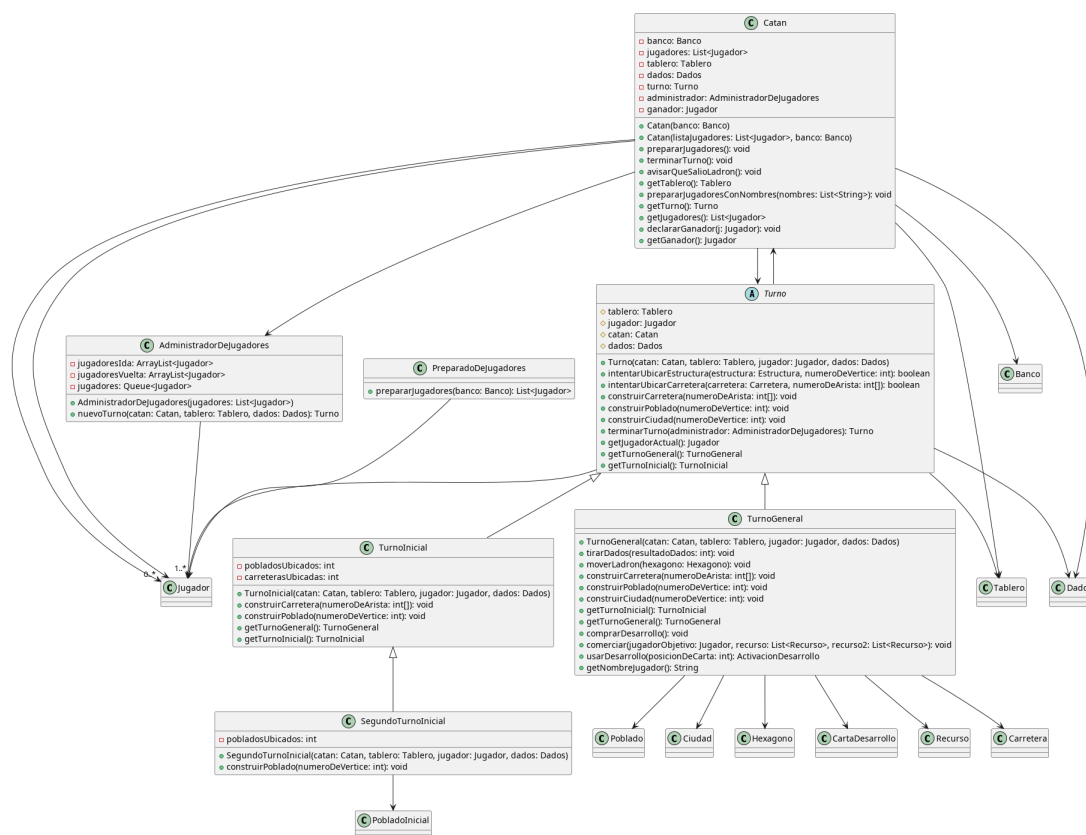 C Catan
banco: Banco
jugadores: List<Jugador>
tablero: Tablero
dados: Dados
turno: Turno
administrador: AdministradorDeJugadores
ganador: Jugador
Catan(banco: Banco)
Catan(listaJugadores: List<Jugador>, banco: Banco)
prepararJugadores(): void
terminarTurno(): void
avisarQueSalioLadron(): void
getTablero(): Tablero
prepararJugadoresConNombres(nombres: List<String>): void
getTurno(): Turno
getJugadores(): List<Jugador>
declararGanador(j: Jugador): void
getGanador(): Jugador
A Turno
tablero: Tablero
jugador: Jugador
catan: Catan
dados: Dados
Turno(catan: Catan, tablero: Tablero, jugador: Jugador, dados: Dados)
intentarUbicarEstructura(estructura: Estructura, numeroDeVertice: int): boolean
intentarUbicarCarretera(carretera: Carretera, numeroDeArista: int[]): boolean
construirCarretera(numeroDeArista: int[]): void
construirPoblado(numeroDeVertice: int): void
construirCiudad(numeroDeVertice: int): void
terminarTurno(administrador: AdministradorDeJugadores): Turno
getJugadorActual(): Jugador
getTurnoGeneral(): TurnoGeneral
getTurnoInicial(): TurnoInicial
C AdministradorDeJugadores
jugadoresIda: ArrayList<Jugador>
jugadoresVuelta: ArrayList<Jugador>
jugadores: Queue<Jugador>
AdministradorDeJugadores(jugadores: List<Jugador>)
nuevoTurno(catan: Catan, tablero: Tablero, dados: Dados): Turno
C PreparadoDeJugadores
prepararJugadores(banco: Banco): List<Jugador>
C Banco
C TurnoInicial
pobladosUbicados: int
carreterasUbicadas: int
TurnoInicial(catan: Catan, tablero: Tablero, jugador: Jugador, dados: Dados)
construirCarretera(numeroDeArista: int[]): void
construirPoblado(numeroDeVertice: int): void
getTurnoGeneral(): TurnoGeneral
getTurnoInicial(): TurnoInicial
C TurnoGeneral
TurnoGeneral(catan: Catan, tablero: Tablero, jugador: Jugador, dados: Dados)
tirarDados(resultadoDados: int): void
moverLadron(hexagono: Hexagono): void
construirCarretera(numeroDeArista: int[]): void
construirPoblado(numeroDeVertice: int): void
construirCiudad(numeroDeVertice: int): void
getTurnoInicial(): TurnoInicial
getTurnoGeneral(): TurnoGeneral
comprarDesarrollo(): void
comerciar(jugadorObjetivo: Jugador, recurso: List<Recurso>, recurso2: List<Recurso>): void
usarDesarrollo(posicionDeCarta: int): ActivacionDesarrollo
getNombreJugador(): String
0..*
1..*
C Jugador
C Tablero
C Dado
C SegundoTurnoInicial
pobladosUbicados: int
SegundoTurnoInicial(catan: Catan, tablero: Tablero, jugador: Jugador, dados: Dados)
construirPoblado(numeroDeVertice: int): void
C Poblado
C Ciudad
C Hexagono
C CartaDesarrollo
C Recurso
C Carretera
C PobladoInicial